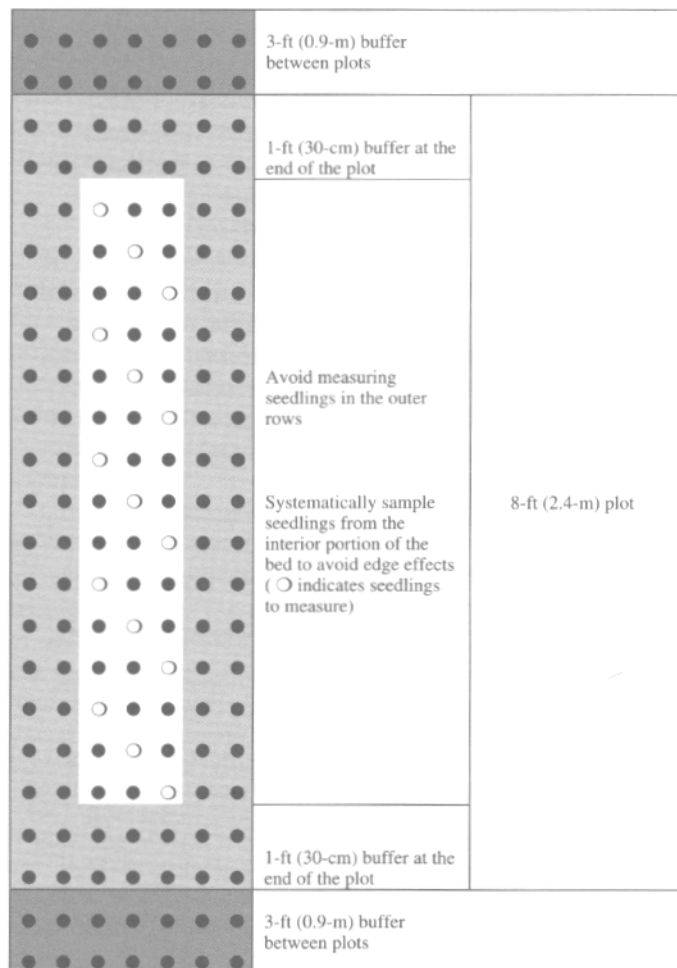 3-ft (0.9-m) buffer
between plots
1-ft (30-cm) buffer at the
end of the plot
Avoid measuring
seedlings in the outer
rows
Systematically sample
seedlings from the
interior portion of the
bed to avoid edge effects
( ❍ indicates seedlings
to measure)
8-ft (2.4-m) plot
1-ft (30-cm) buffer at the
end of the plot
3-ft (0.9-m) buffer
between plots